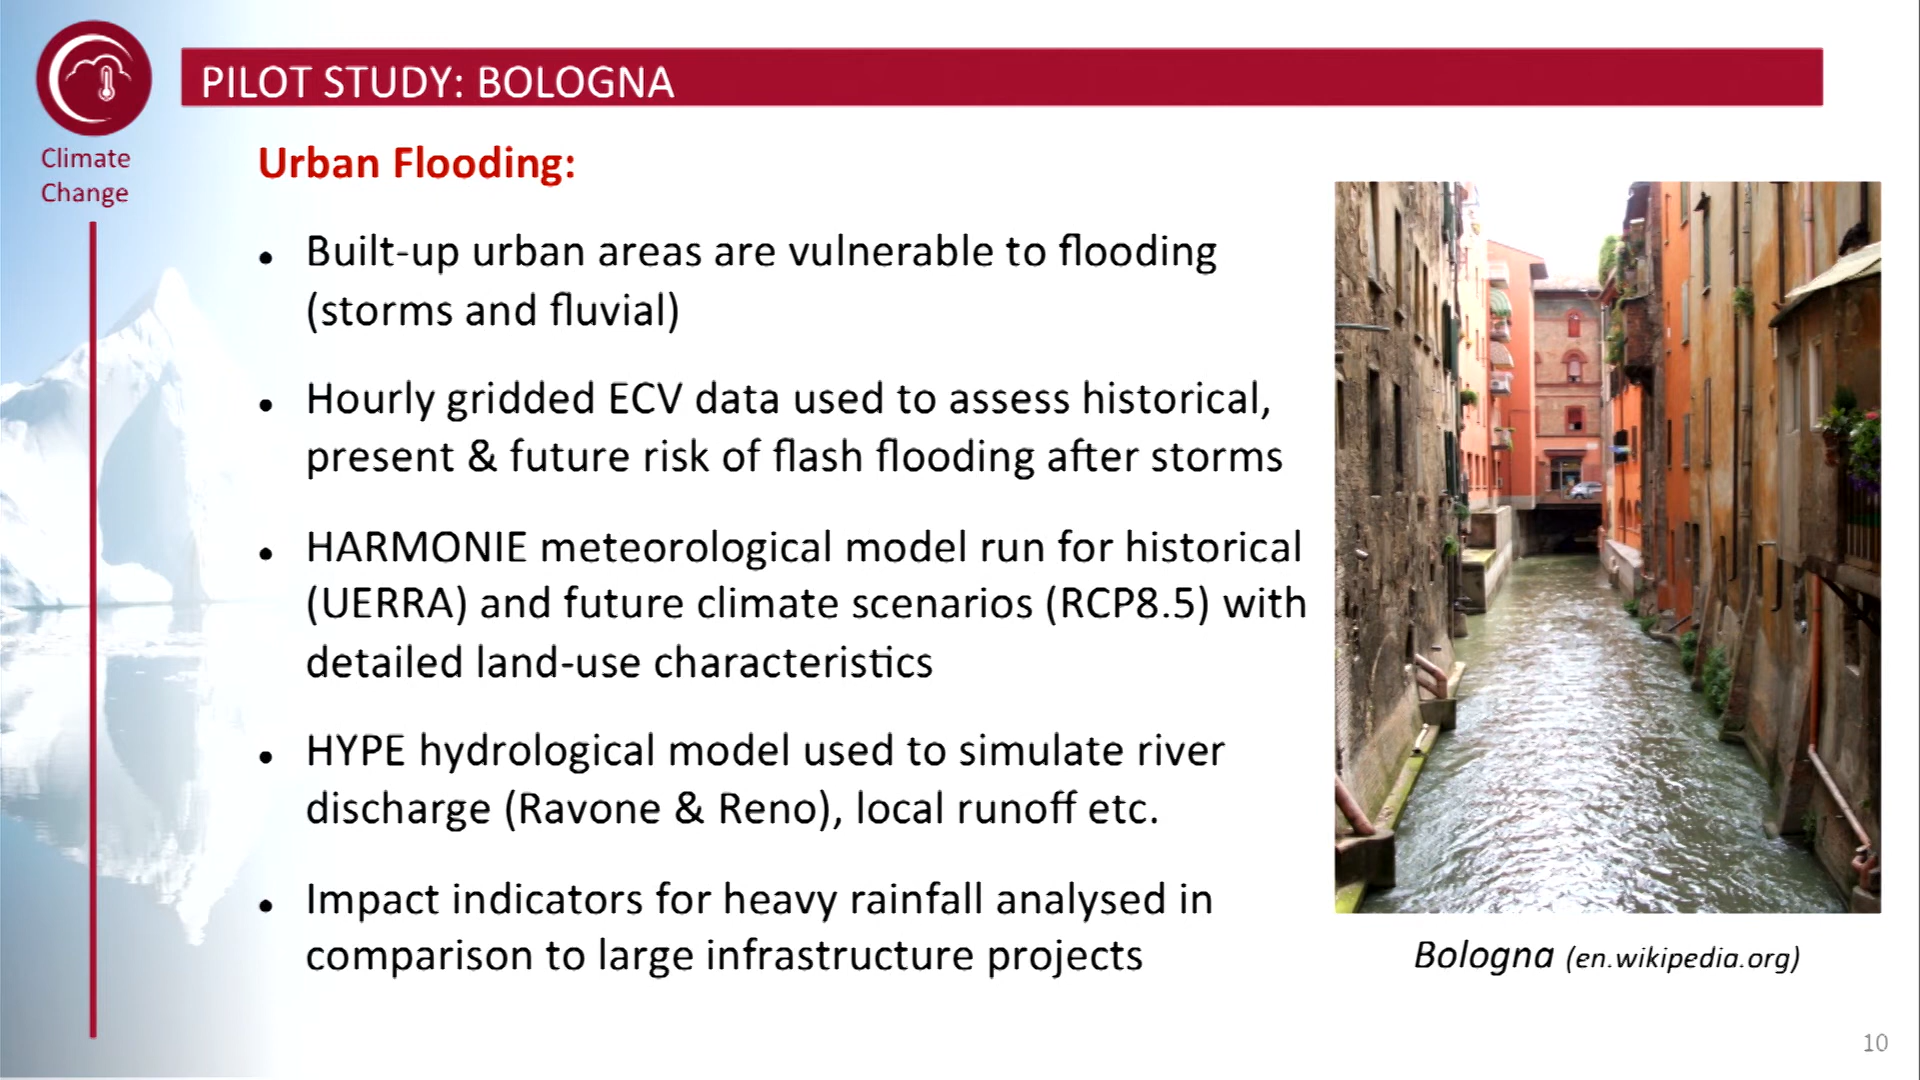 PILOT STUDY: BOLOGNA
Climate
Change
Urban Flooding:
• Built-up urban areas are vulnerable to flooding
(storms and fluvial)
• Hourly gridded ECV data used to assess historical,
present & future risk of flash flooding after storms
• HARMONIE meteorological model run for historical
(UERRA) and future climate scenarios (RCP8.5) with
detailed land-use characteristics
• HYPE hydrological model used to simulate river
discharge (Ravone & Reno), local runoff etc.
• Impact indicators for heavy rainfall analysed in
comparison to large infrastructure projects
Bologna (en.wikipedia.org)
10